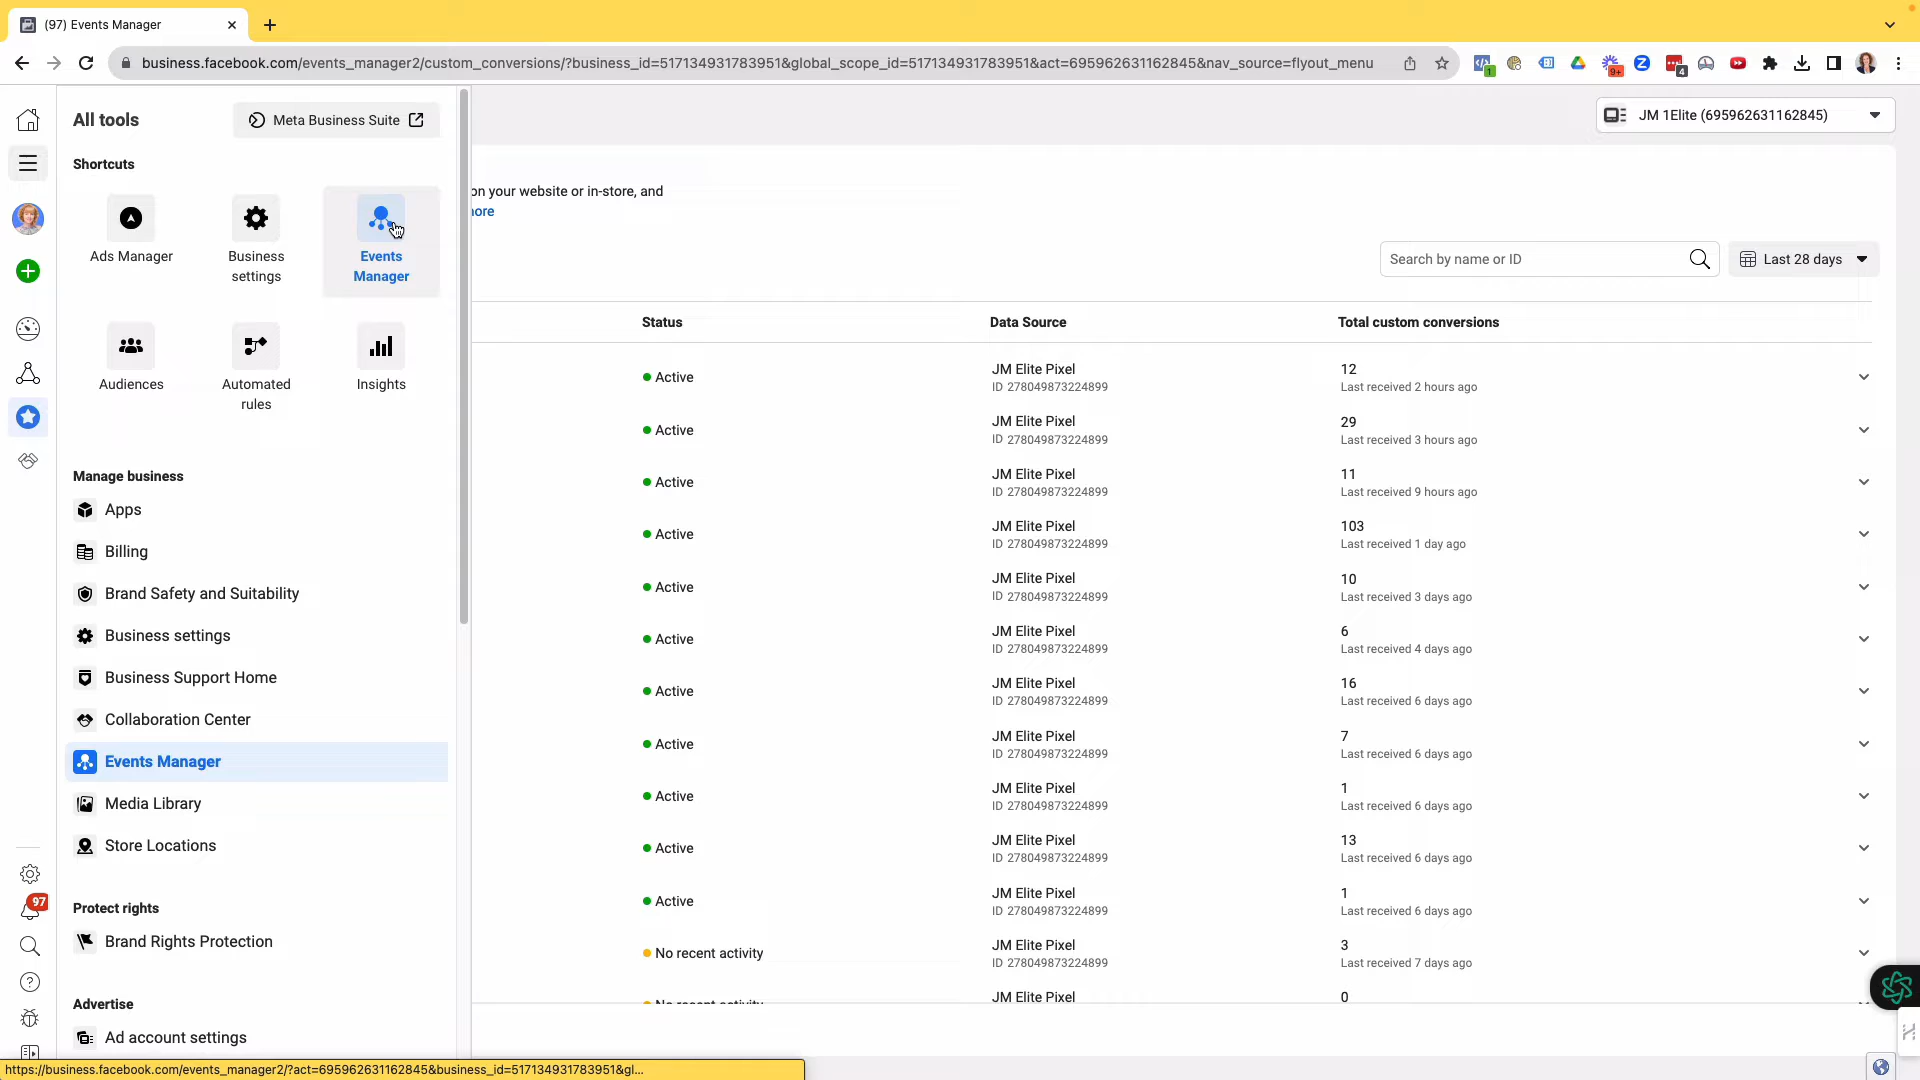 (97) Events Manager
business.facebook.com/events_manager2/custom_conversions/?business_id=517134931783951&global_scope_id=517134931783951&act=695962631162845&nav_source=flyout_menu
1
9+
4
All tools
Meta Business Suite
JM 1Elite (695962631162845)
Shortcuts
on your website or in-store, and
ore
Ads Manager
Business
settings
Events
Manager
Search by name or ID
Last 28 days
Audiences
Automated
rules
Insights
Status
Data Source
Total custom conversions
Active
JM Elite Pixel
ID 278049873224899
12
Last received 2 hours ago
Active
JM Elite Pixel
ID 278049873224899
29
Last received 3 hours ago
Active
JM Elite Pixel
ID 278049873224899
11
Last received 9 hours ago
Active
JM Elite Pixel
ID 278049873224899
103
Last received 1 day ago
Active
JM Elite Pixel
ID 278049873224899
10
Last received 3 days ago
Active
JM Elite Pixel
ID 278049873224899
6
Last received 4 days ago
Active
JM Elite Pixel
ID 278049873224899
16
Last received 6 days ago
Active
JM Elite Pixel
ID 278049873224899
7
Last received 6 days ago
Active
JM Elite Pixel
ID 278049873224899
1
Last received 6 days ago
Active
JM Elite Pixel
ID 278049873224899
13
Last received 6 days ago
Active
JM Elite Pixel
ID 278049873224899
1
Last received 6 days ago
No recent activity
JM Elite Pixel
ID 278049873224899
3
Last received 7 days ago
No recent activity
JM Elite Pixel
0
Manage business
Apps
Billing
Brand Safety and Suitability
Business settings
Business Support Home
Collaboration Center
Events Manager
Media Library
Store Locations
Protect rights
Brand Rights Protection
Advertise
Ad account settings
97
https://business.facebook.com/events_manager2/?act=695962631162845&business_id=517134931783951&gl...